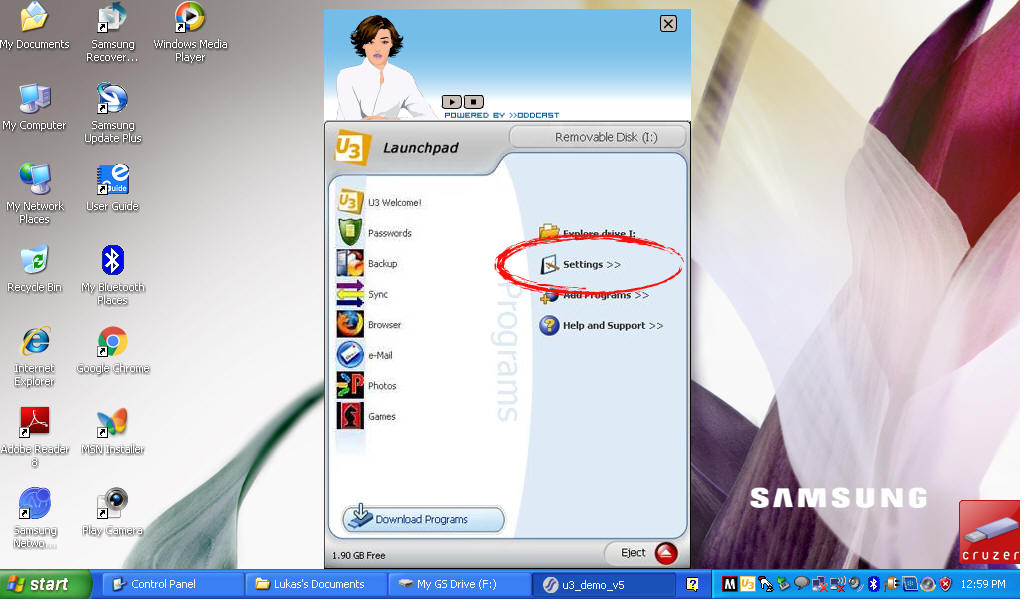 My Documents
Samsung
Recover...
Windows Media
Player
My Computer
Samsung
Update Plus
My Network
Places
e
Guide
User Guide
Recycle Bin
My Bluetooth
Places
Internet
Explorer
Google Chrome
Adobe Reader
8
MSN Installer
Samsung
Netwo...
Play Camera
POWERED BY >>ODDCAST
U3
Launchpad
Removable Disk (I:)
U3
U3 Welcome!
Passwords
Backup
Sync
Browser
e-Mail
Photos
Games
Programs
Explore drive I:
Settings >>
Add Programs >>
Help and Support >>
Download Programs
1.90 GB Free
Eject
SAMSUNG
cruzer
start
Control Panel
Lukas's Documents
My GS Drive (F:)
u3_demo_v5
M
U3
12:59 PM